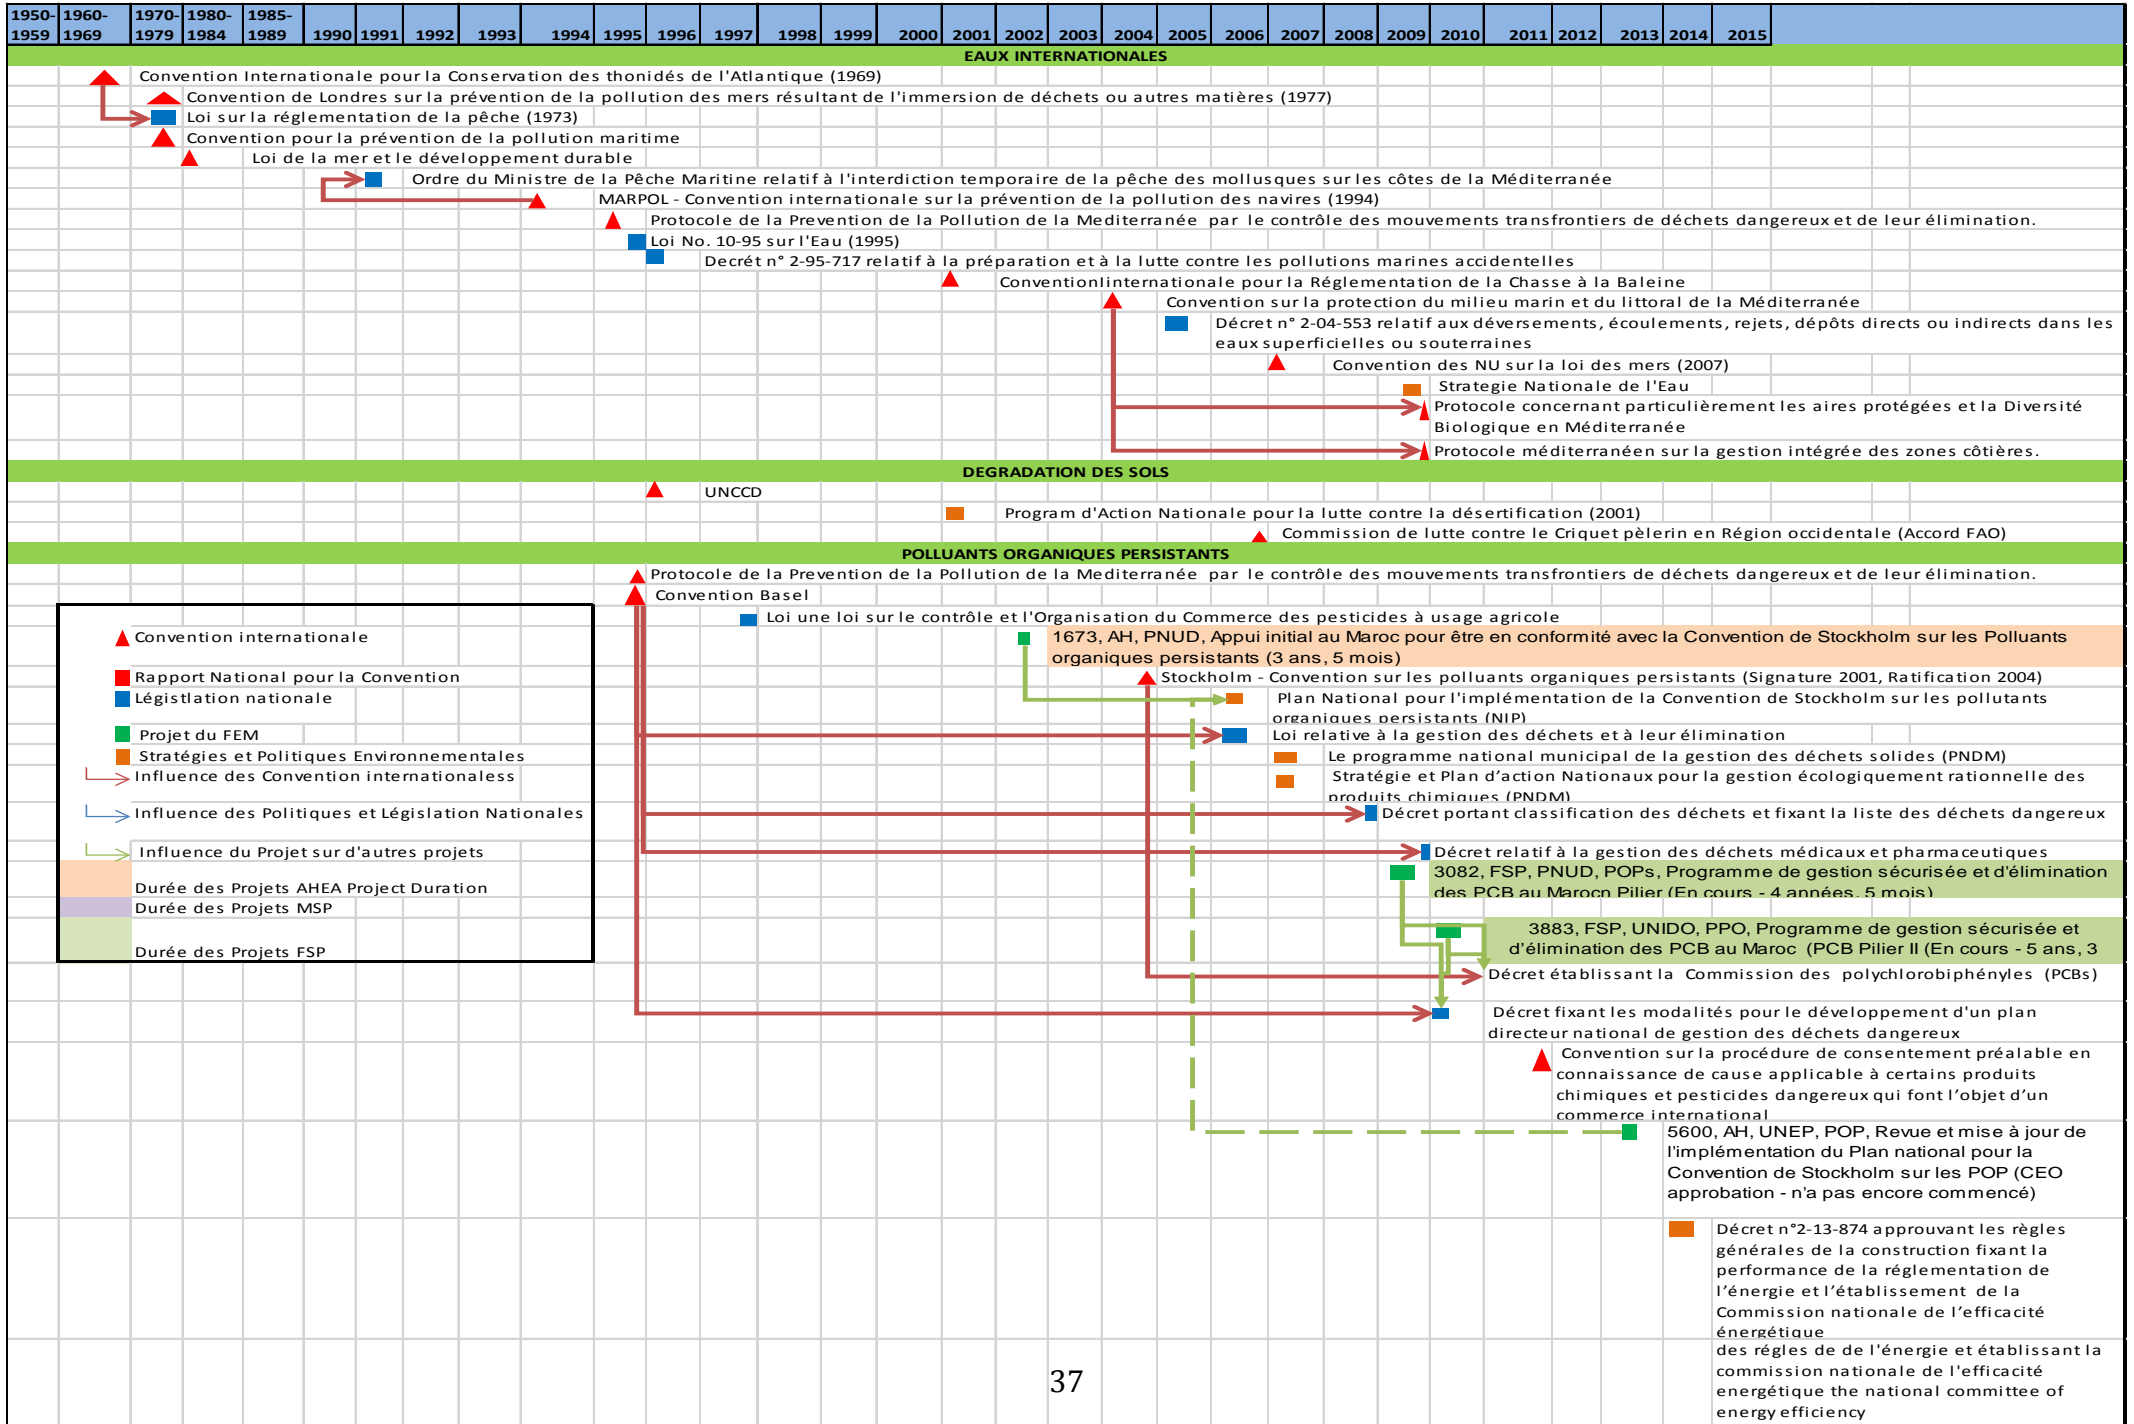 1950- 1960- 1970- 1980- 1985-
1959 1969 1979 1984 1989 1990 1991 1992 1993 1994 1995 1996 1997 1998 1999 2000 2001 2002 2003 2004 2005 2006 2007 2008 2009 2010 2011 2012 2013 2014 2015
EAUX INTERNATIONALES
Convention Internationale pour la Conservation des thonidés de l'Atlantique (1969)
Convention de Londres sur la prévention de la pollution des mers résultant de l'immersion de déchets ou autres matières (1977)
Loi sur la réglementation de la pêche (1973)
Convention pour la prévention de la pollution maritime
Loi de la mer et le développement durable
Ordre du Ministre de la Pêche Maritine relatif à l'interdiction temporaire de la pêche des mollusques sur les côtes de la Méditerranée
MARPOL - Convention internationale sur la prévention de la pollution des navires (1994)
Protocole de la Prevention de la Pollution de la Mediterranée par le contrôle des mouvements transfrontiers de déchets dangereux et de leur élimination.
Loi No. 10-95 sur l'Eau (1995)
Decrét n° 2-95-717 relatif à la préparation et à la lutte contre les pollutions marines accidentelles
ConventionIinternationale pour la Réglementation de la Chasse à la Baleine
Convention sur la protection du milieu marin et du littoral de la Méditerranée
Décret n° 2-04-553 relatif aux déversements, écoulements, rejets, dépôts directs ou indirects dans les
eaux superficielles ou souterraines
Convention des NU sur la loi des mers (2007)
Strategie Nationale de l'Eau
Protocole concernant particulièrement les aires protégées et la Diversité
Biologique en Méditerranée
Protocole méditerranéen sur la gestion intégrée des zones côtières.
DEGRADATION DES SOLS
UNCCD
Program d'Action Nationale pour la lutte contre la désertification (2001)
Commission de lutte contre le Criquet pèlerin en Région occidentale (Accord FAO)
POLLUANTS ORGANIQUES PERSISTANTS
Protocole de la Prevention de la Pollution de la Mediterranée par le contrôle des mouvements transfrontiers de déchets dangereux et de leur élimination.
Convention Basel
Loi une loi sur le contrôle et l'Organisation du Commerce des pesticides à usage agricole
1673, AH, PNUD, Appui initial au Maroc pour être en conformité avec la Convention de Stockholm sur les Polluants
organiques persistants (3 ans, 5 mois)
Stockholm - Convention sur les polluants organiques persistants (Signature 2001, Ratification 2004)
Plan National pour l'implémentation de la Convention de Stockholm sur les pollutants
organiques persistants (NIP)
Loi relative à la gestion des déchets et à leur élimination
Le programme national municipal de la gestion des déchets solides (PNDM)
Stratégie et Plan d'action Nationaux pour la gestion écologiquement rationnelle des
produits chimiques (PNDM)
Décret portant classification des déchets et fixant la liste des déchets dangereux
Décret relatif à la gestion des déchets médicaux et pharmaceutiques
3082, FSP, PNUD, POPs, Programme de gestion sécurisée et d'élimination
des PCB au Marocn Pilier (En cours - 4 années, 5 mois)
3883, FSP, UNIDO, PPO, Programme de gestion sécurisée et
d'élimination des PCB au Maroc (PCB Pilier II (En cours - 5 ans, 3
Décret établissant la Commission des polychlorobiphényles (PCBs)
Décret fixant les modalités pour le développement d'un plan
directeur national de gestion des déchets dangereux
Convention sur la procédure de consentement préalable en
connaissance de cause applicable à certains produits
chimiques et pesticides dangereux qui font l'objet d'un
commerce international
5600, AH, UNEP, POP, Revue et mise à jour de
l'implémentation du Plan national pour la
Convention de Stockholm sur les POP (CEO
approbation - n'a pas encore commencé)
Décret n°2-13-874 approuvant les règles
générales de la construction fixant la
performance de la réglementation de
l'énergie et l'établissement de la
Commission nationale de l'efficacité
énergétique
des régles de de l'énergie et établissant la
commission nationale de l'efficacité
energétique the national committee of
energy efficiency
Convention internationale
Rapport National pour la Convention
Législtlation nationale
Projet du FEM
Stratégies et Politiques Environnementales
Influence des Convention internationaless
Influence des Politiques et Législation Nationales
Influence du Projet sur d'autres projets
Durée des Projets AHEA Project Duration
Durée des Projets MSP
Durée des Projets FSP
37